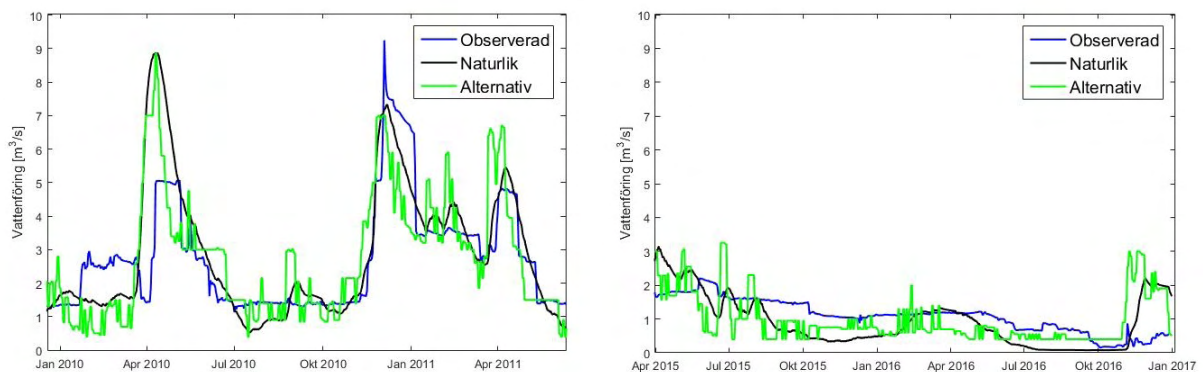 Vattenföring [m³/s]
10
9
8
7
6
5
4
3
2
1
0
Observerad
Naturlik
Alternativ
Jan 2010
Apr 2010
Jul 2010
Oct 2010
Jan 2011
Apr 2011
Vattenföring [m³/s]
10
9
8
7
6
5
4
3
2
1
0
Observerad
Naturlik
Alternativ
Apr 2015
Jul 2015
Oct 2015
Jan 2016
Apr 2016
Jul 2016
Oct 2016
Jan 2017